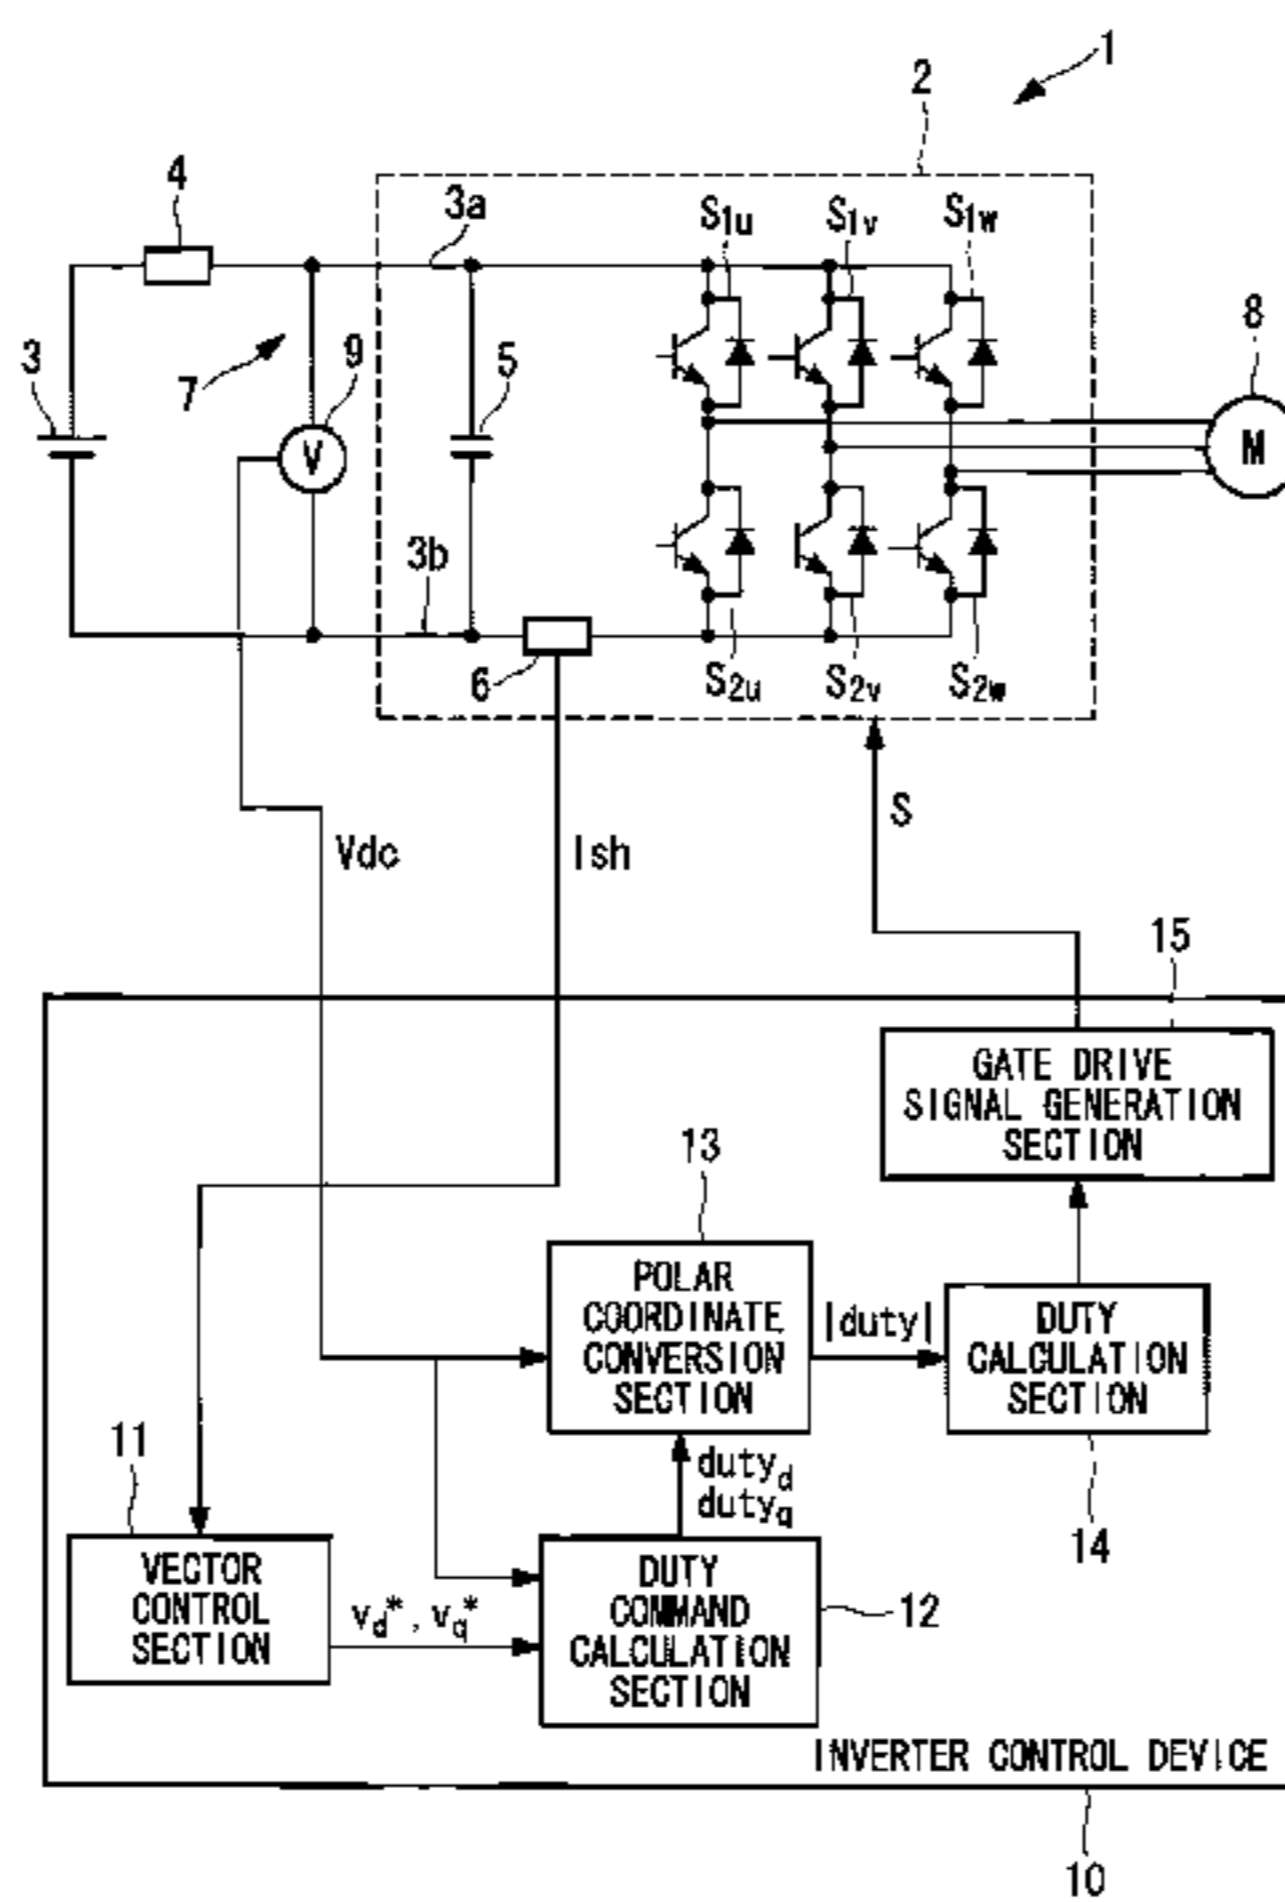 1
2
4
3a
S1u
S1v
S1w
3
7
9
V
5
8
M
3b
6
S2u
S2v
S2w
S
Vdc
Ish
15
GATE DRIVE
SIGNAL GENERATION
SECTION
13
POLAR
COORDINATE
CONVERSION
SECTION
|duty|
DUTY
CALCULATION
SECTION
14
dutyd
dutyq
11
VECTOR
CONTROL
SECTION
vd*, vq*
DUTY
COMMAND
CALCULATION
SECTION
12
INVERTER CONTROL DEVICE
10